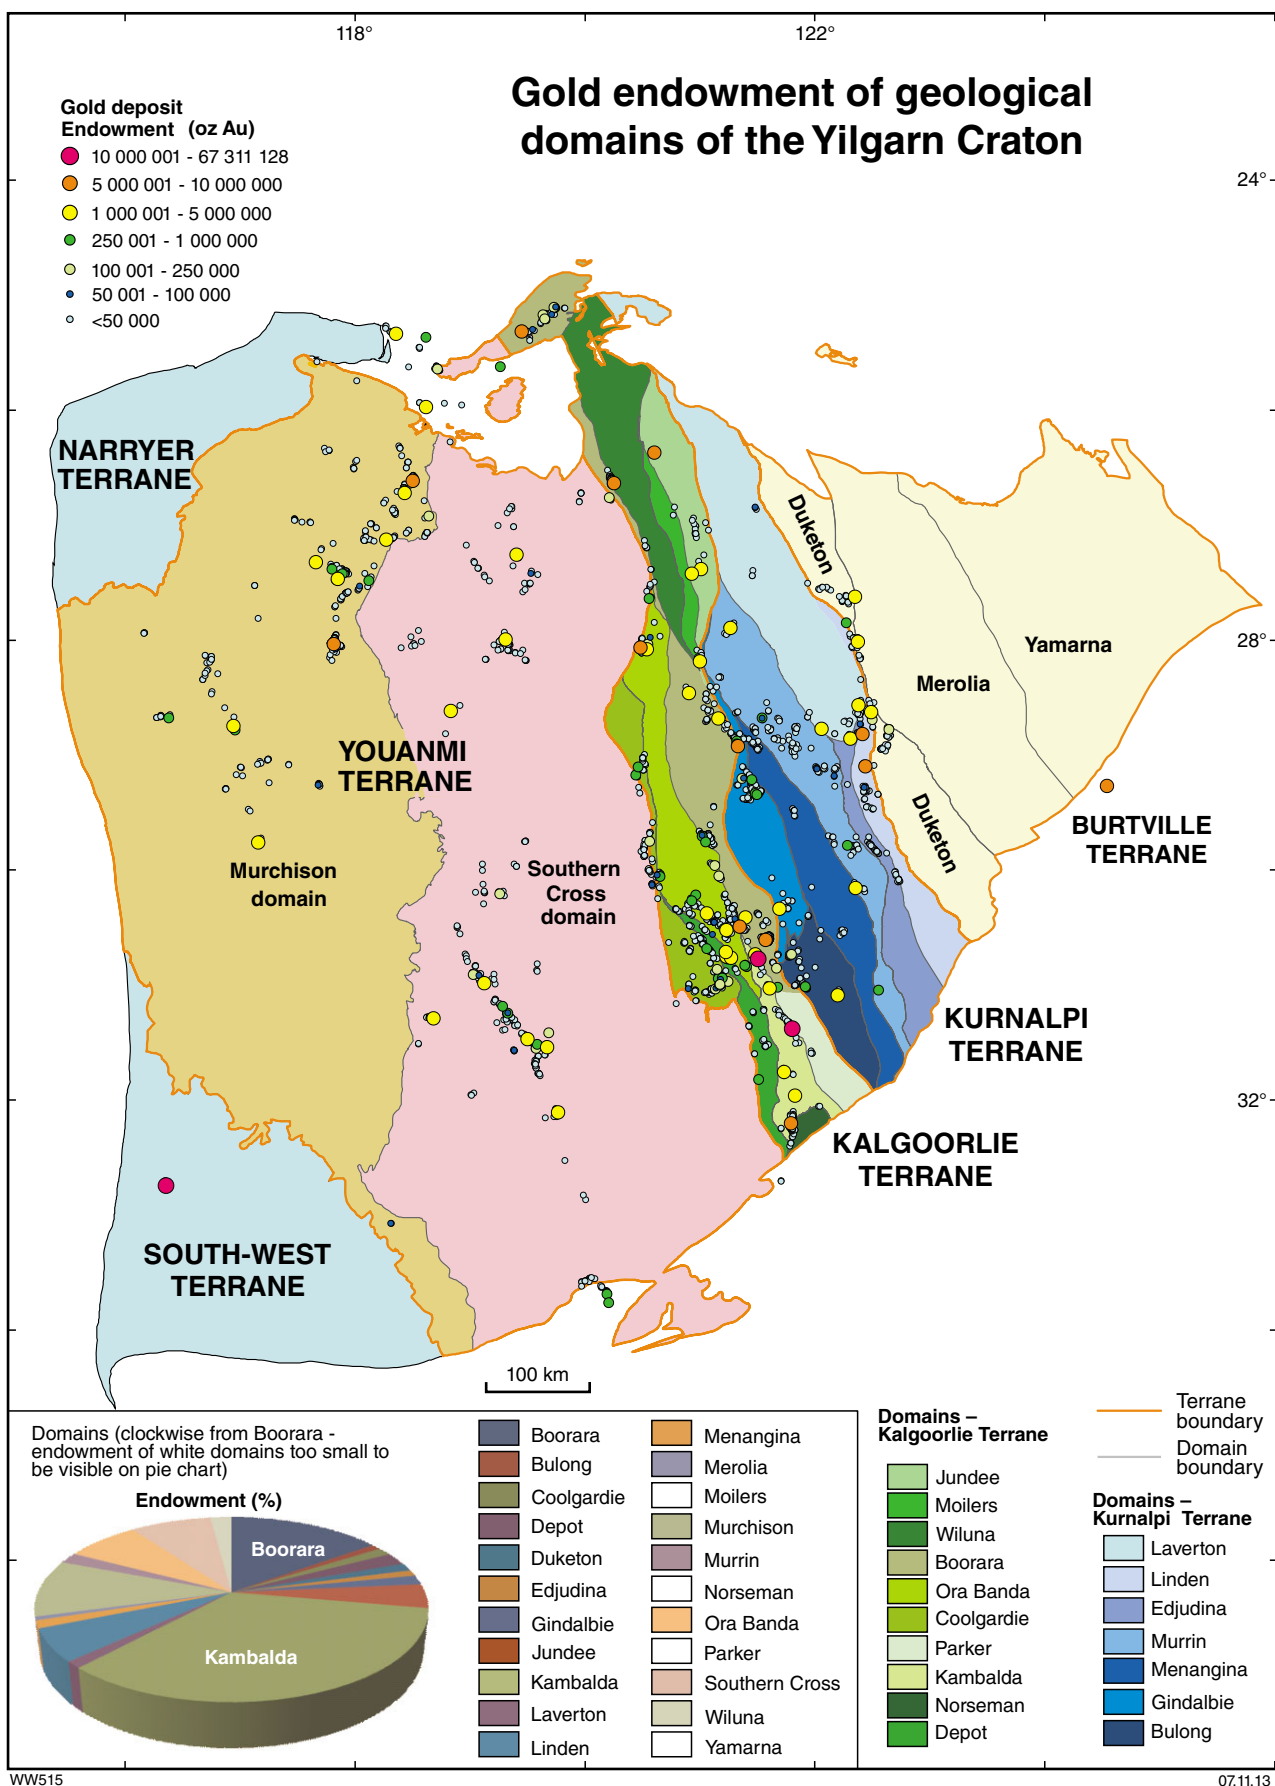 118°
122°
Gold endowment of geological
domains of the Yilgarn Craton
Gold deposit
Endowment (oz Au)
10 000 001 - 67 311 128
5 000 001 - 10 000 000
1 000 001 - 5 000 000
250 001 - 1 000 000
100 001 - 250 000
50 001 - 100 000
<50 000
24°
28°
32°
NARRYER
TERRANE
Duketon
Yamarna
Merolia
YOUANMI
TERRANE
Duketon
BURTVILLE
TERRANE
Murchison
domain
Southern
Cross
domain
KURNALPI
TERRANE
KALGOORLIE
TERRANE
SOUTH-WEST
TERRANE
100 km
Domains (clockwise from Boorara -
endowment of white domains too small to
be visible on pie chart)
Endowment (%)
Boorara
Kambalda
Boorara
Bulong
Coolgardie
Depot
Duketon
Edjudina
Gindalbie
Jundee
Kambalda
Laverton
Linden
Menangina
Merolia
Moilers
Murchison
Murrin
Norseman
Ora Banda
Parker
Southern Cross
Wiluna
Yamarna
Domains –
Kalgoorlie Terrane
Jundee
Moilers
Wiluna
Boorara
Ora Banda
Coolgardie
Parker
Kambalda
Norseman
Depot
Terrane
boundary
Domain
boundary
Domains –
Kurnalpi Terrane
Laverton
Linden
Edjudina
Murrin
Menangina
Gindalbie
Bulong
WW515
07.11.13